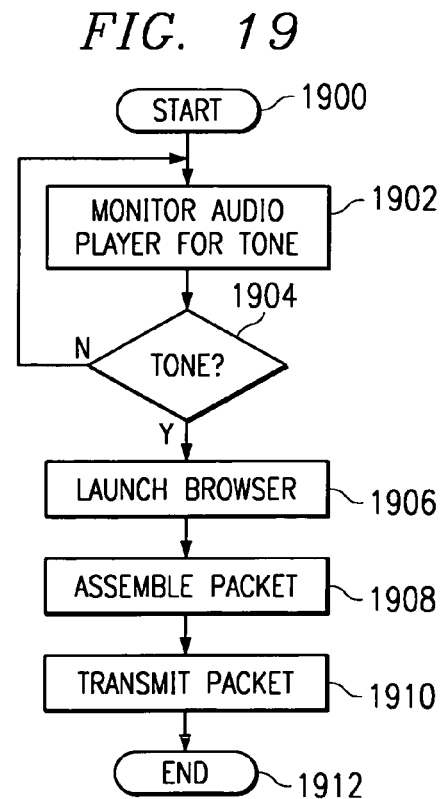 FIG. 19
START
1900
MONITOR AUDIO
PLAYER FOR TONE
1902
1904
TONE?
N
Y
LAUNCH BROWSER
1906
ASSEMBLE PACKET
1908
TRANSMIT PACKET
1910
END
1912